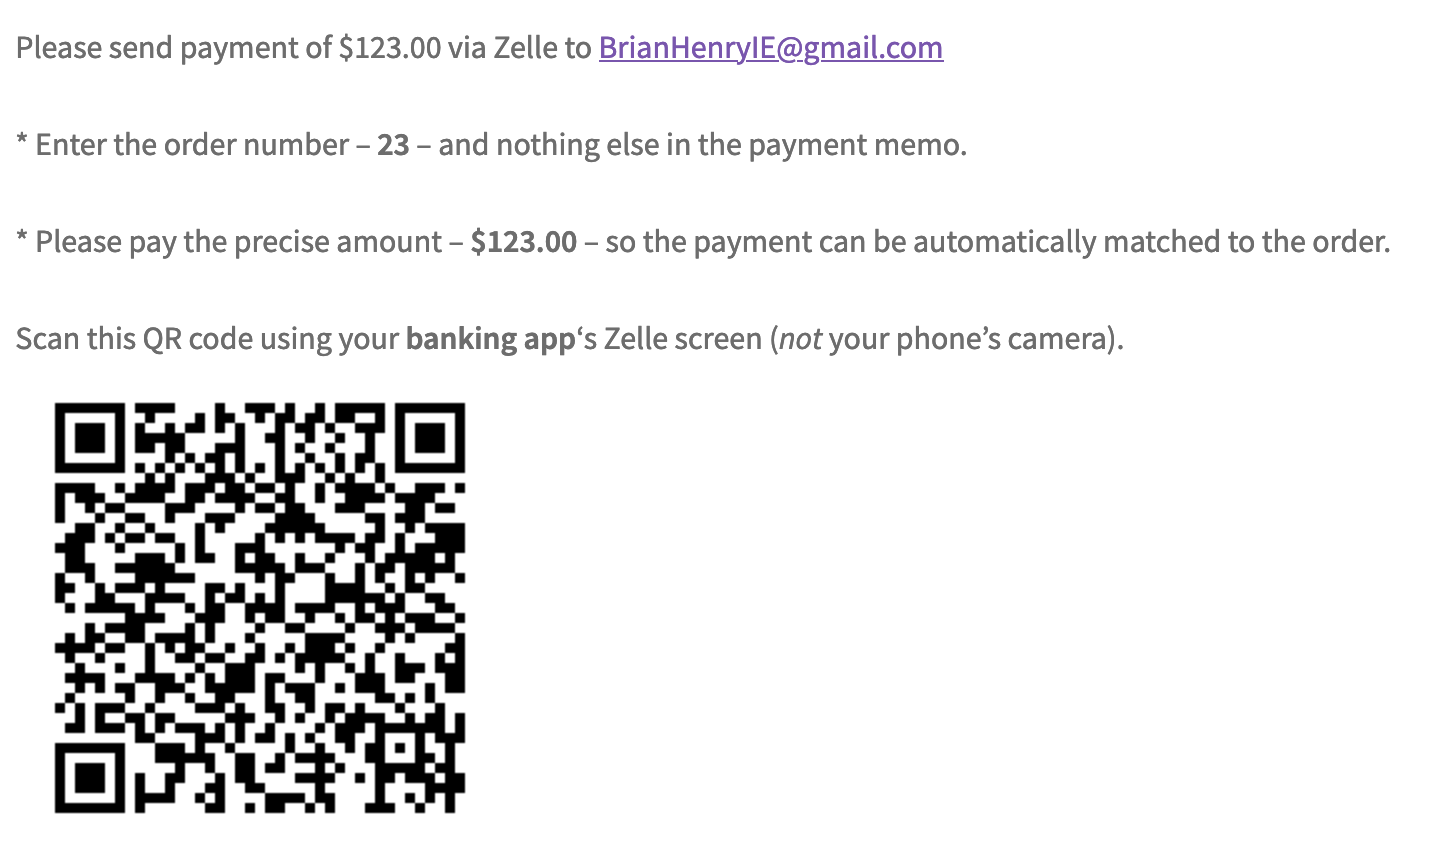 Please send payment of $123.00 via Zelle to BrianHenryIE@gmail.com
* Enter the order number – 23 – and nothing else in the payment memo.
* Please pay the precise amount – $123.00 – so the payment can be automatically matched to the order.
Scan this QR code using your banking app‘s Zelle screen (not your phone’s camera).